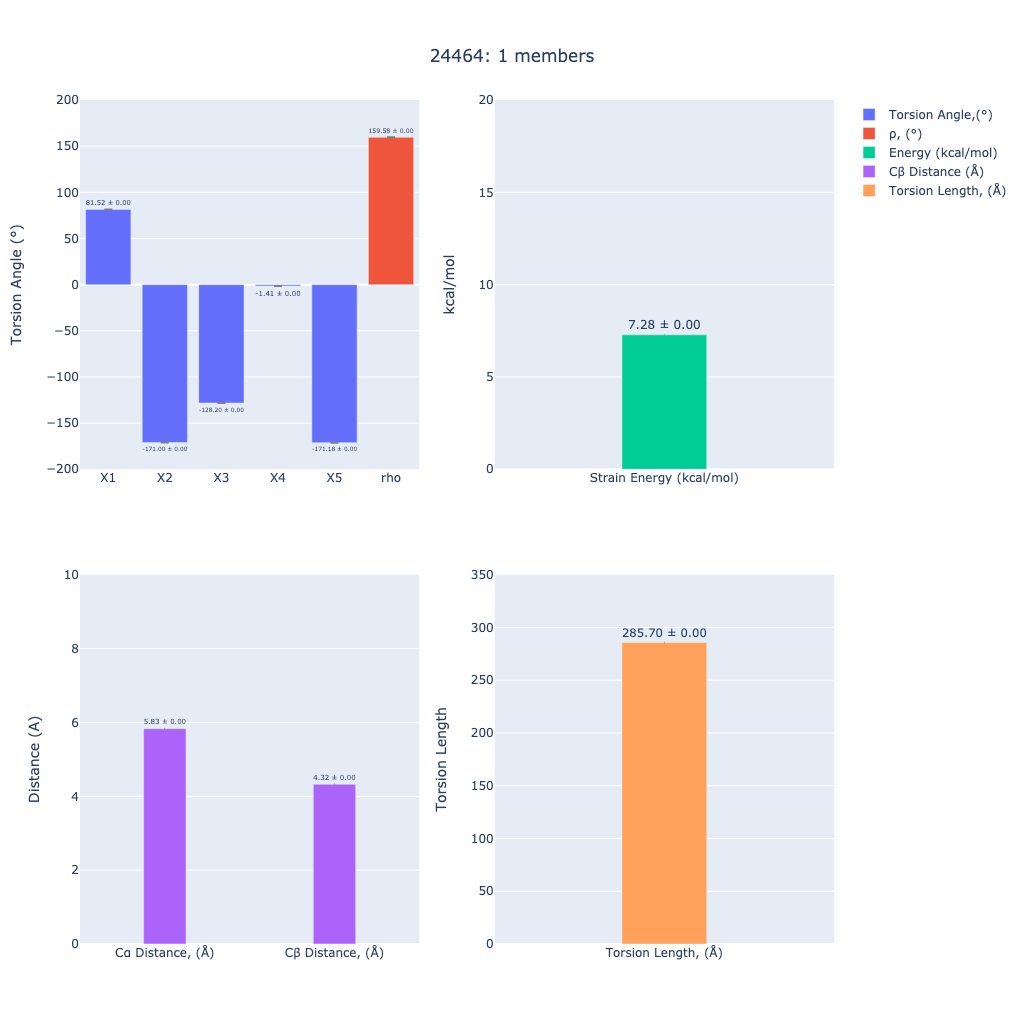 24464: 1 members
200
150
100
50
0
−50
−100
−150
−200
Torsion Angle (°)
81.52 ± 0.00
-171.00 ± 0.00
-128.20 ± 0.00
-1.41 ± 0.00
-171.18 ± 0.00
159.58 ± 0.00
X1 X2 X3 X4 X5 rho
20
15
10
5
0
kcal/mol
7.28 ± 0.00
Strain Energy (kcal/mol)
Torsion Angle,(°)
ρ, (°)
Energy (kcal/mol)
Cβ Distance (Å)
Torsion Length, (Å)
10
8
6
4
2
0
Distance (A)
5.83 ± 0.00
4.32 ± 0.00
Cα Distance, (Å) Cβ Distance, (Å)
350
300
250
200
150
100
50
0
Torsion Length
285.70 ± 0.00
Torsion Length, (Å)